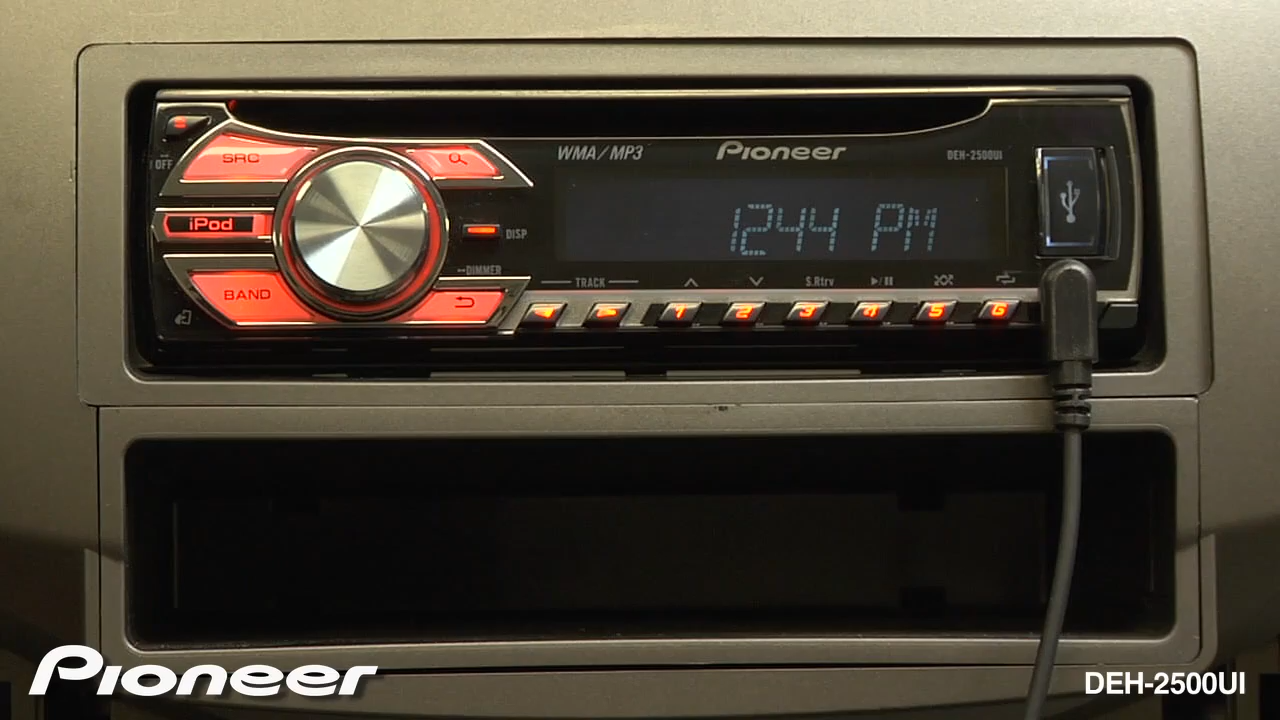 WMA/MP3
Pioneer
DEH-2500UI
OFF
SRC
iPod
DISP
12:44 PM
DIMMER
BAND
TRACK
S.Rtrv
1 2 3 4 5 6
Pioneer
DEH-2500UI